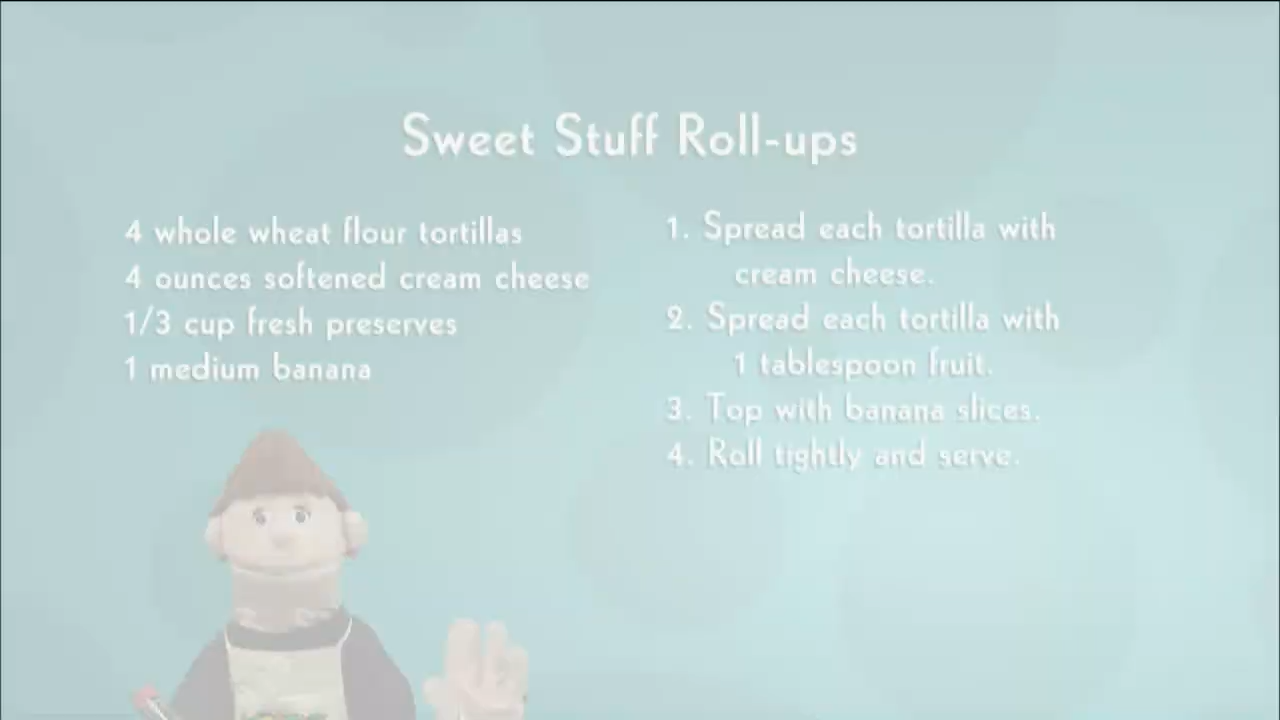 Sweet Stuff Roll-ups
4 whole wheat flour tortillas
4 ounces softened cream cheese
1/3 cup fresh preserves
1 medium banana
1. Spread each tortilla with
cream cheese.
2. Spread each tortilla with
1 tablespoon fruit.
3. Top with banana slices.
4. Roll tightly and serve.